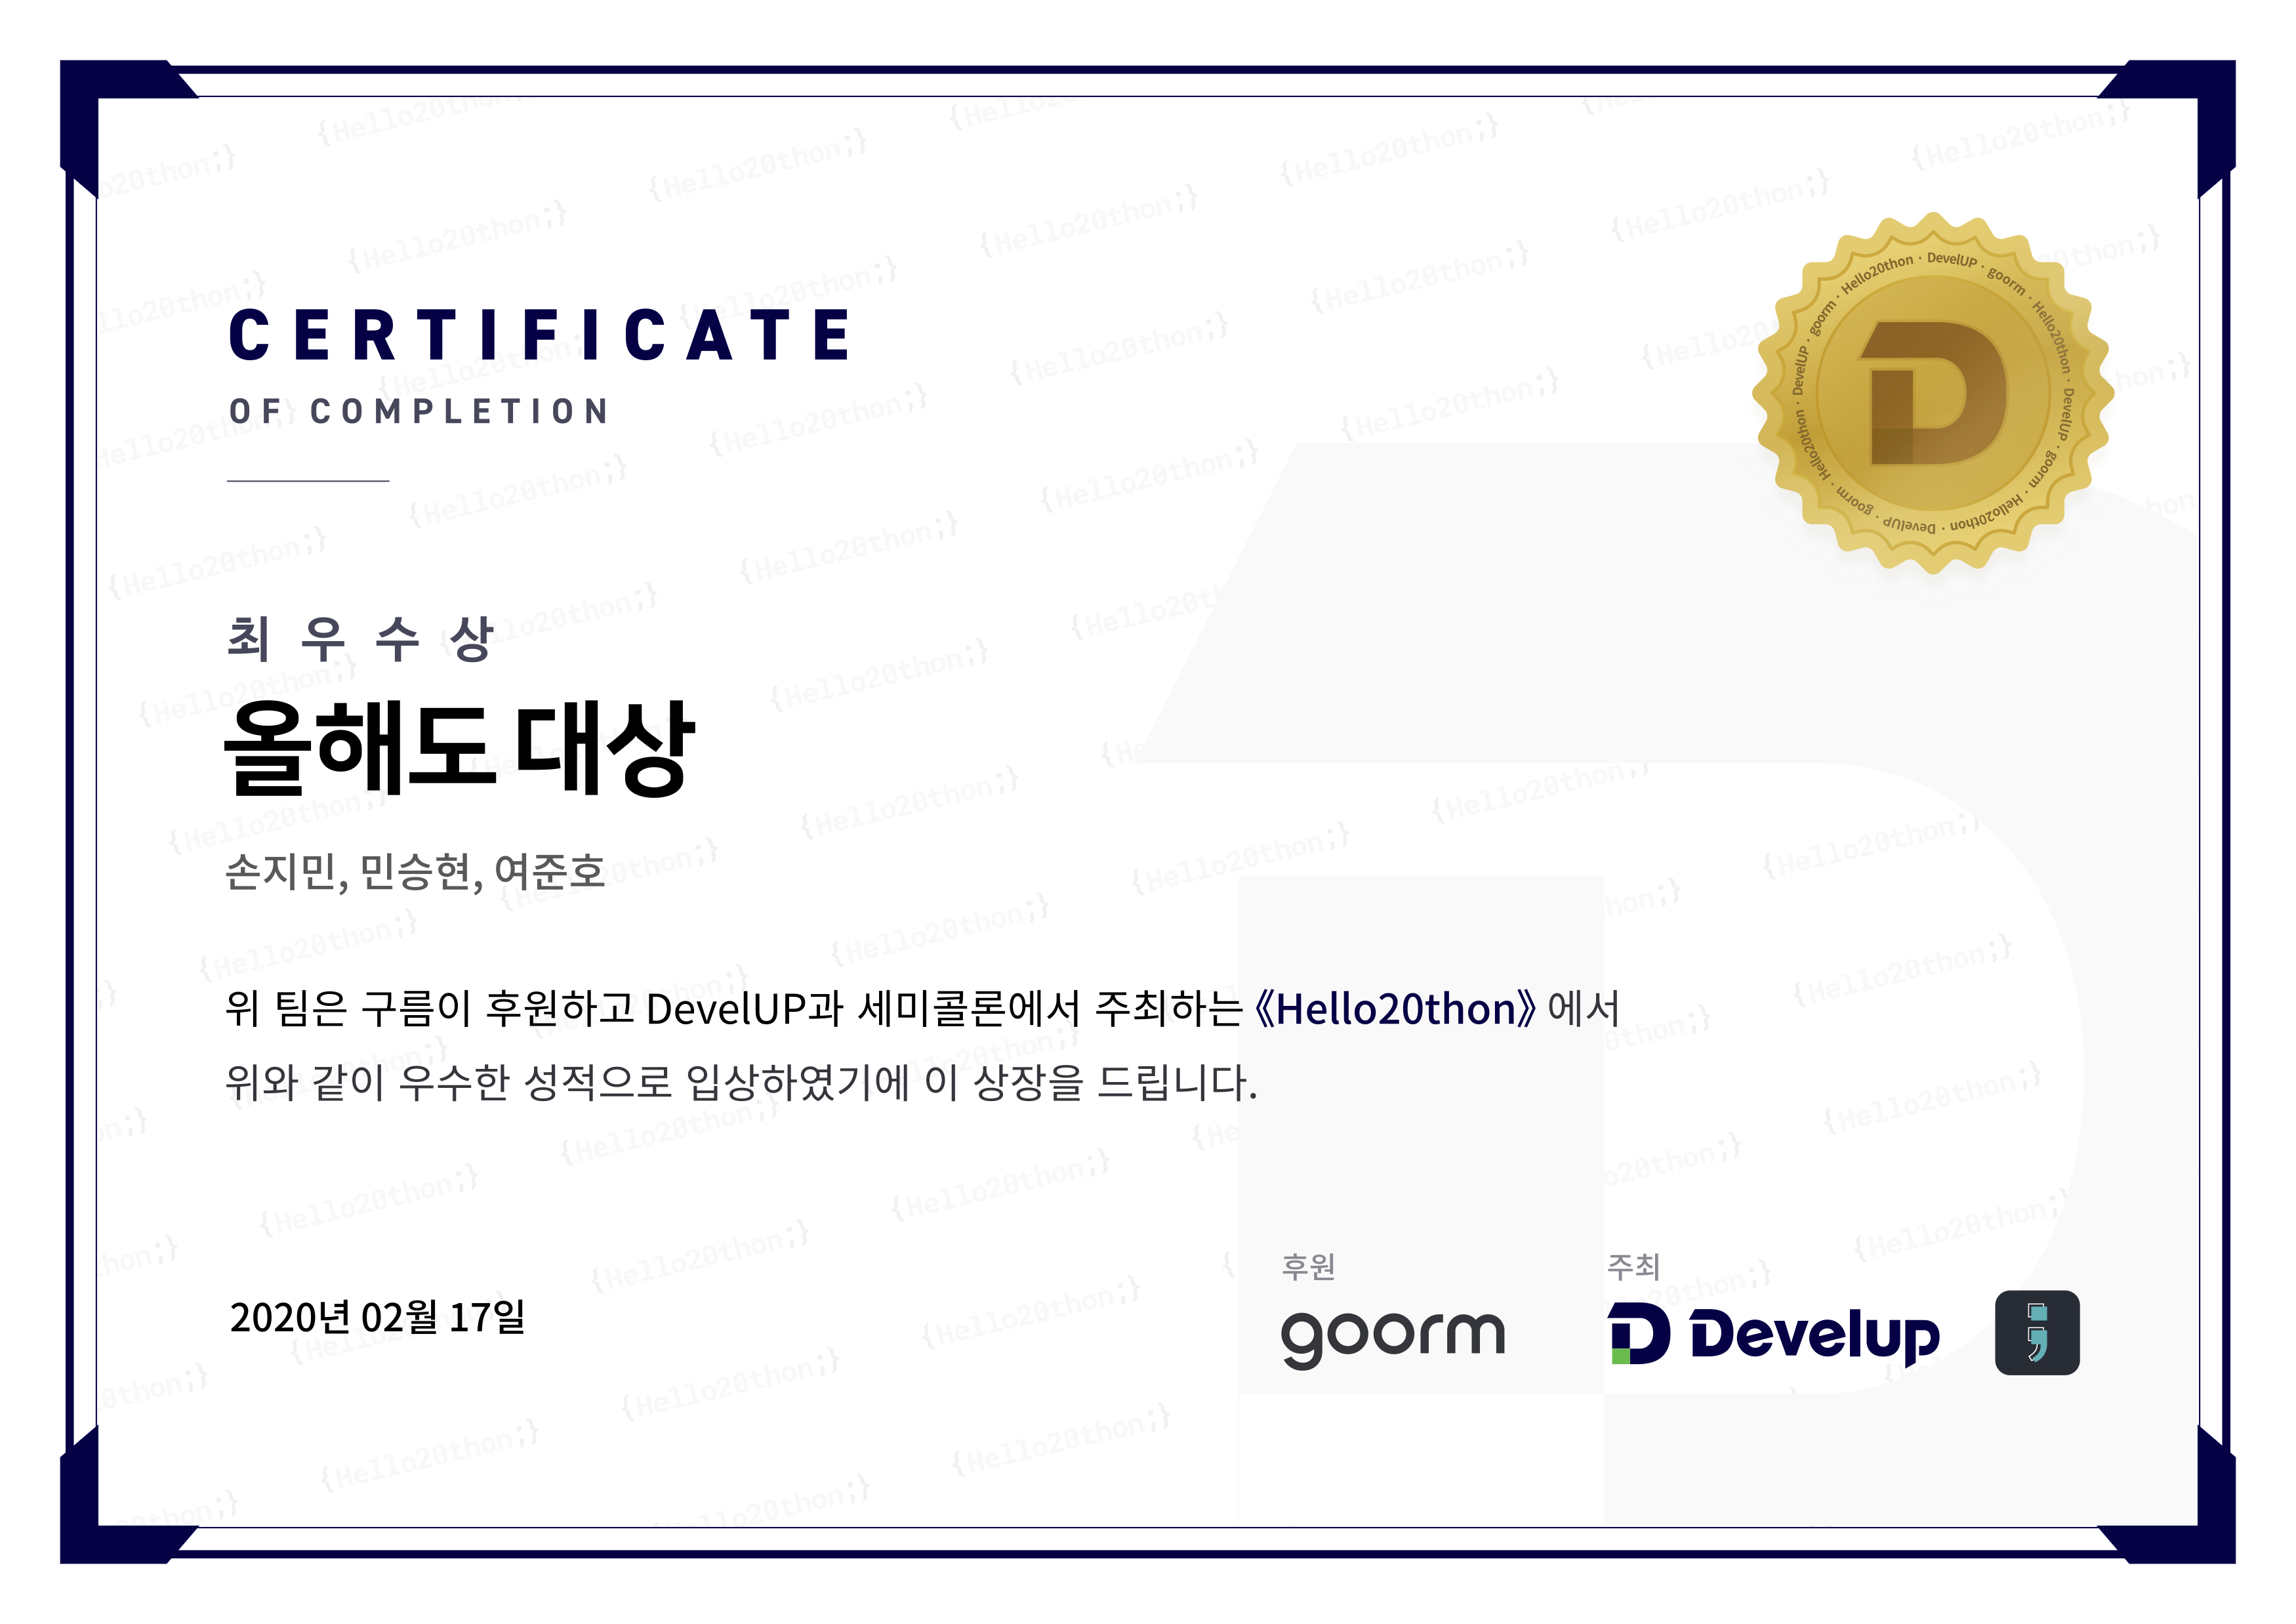 CERTIFICATE
OF COMPLETION
최우수상
올해도 대상
손지민, 민승현, 여준호
위 팀은 구름이 후원하고 DevelUP과 세미콜론에서 주최하는 《Hello20thon》 에서
위와 같이 우수한 성적으로 입상하였기에 이 상장을 드립니다.
2020년 02월 17일
후원
goorm
주최
D Develup
;
D
Hello20thon · DevelUP · goorm · Hello20thon · DevelUP · goorm · Hello20thon · DevelUP · goorm · Hello20thon · DevelUP · goorm ·
{Hello20thon;}